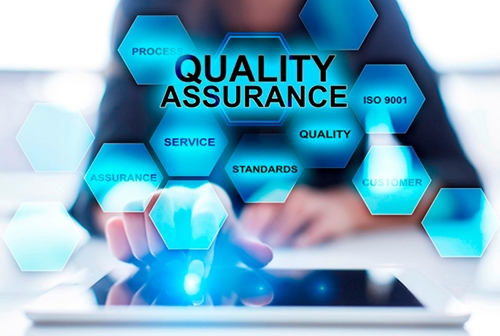 PROCESS
QUALITY
ASSURANCE
ISO 9001
SERVICE
QUALITY
STANDARDS
ASSURANCE
CUSTOMER